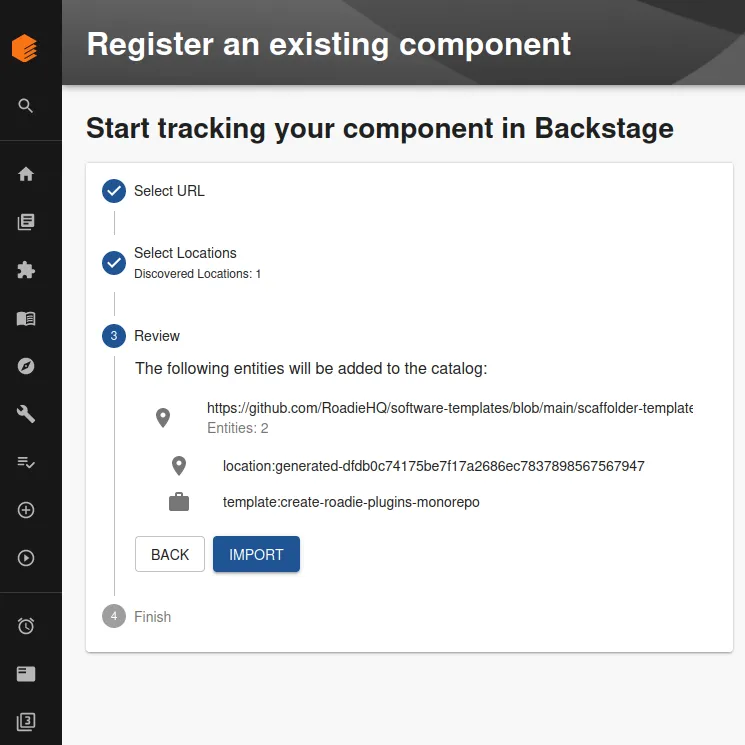 Register an existing component
Start tracking your component in Backstage
Select URL
Select Locations
Discovered Locations: 1
3 Review
The following entities will be added to the catalog:
https://github.com/RoadieHQ/software-templates/blob/main/scaffolder-template
Entities: 2
location:generated-dfdb0c74175be7f17a2686ec7837898567567947
template:create-roadie-plugins-monorepo
BACK IMPORT
4 Finish
3